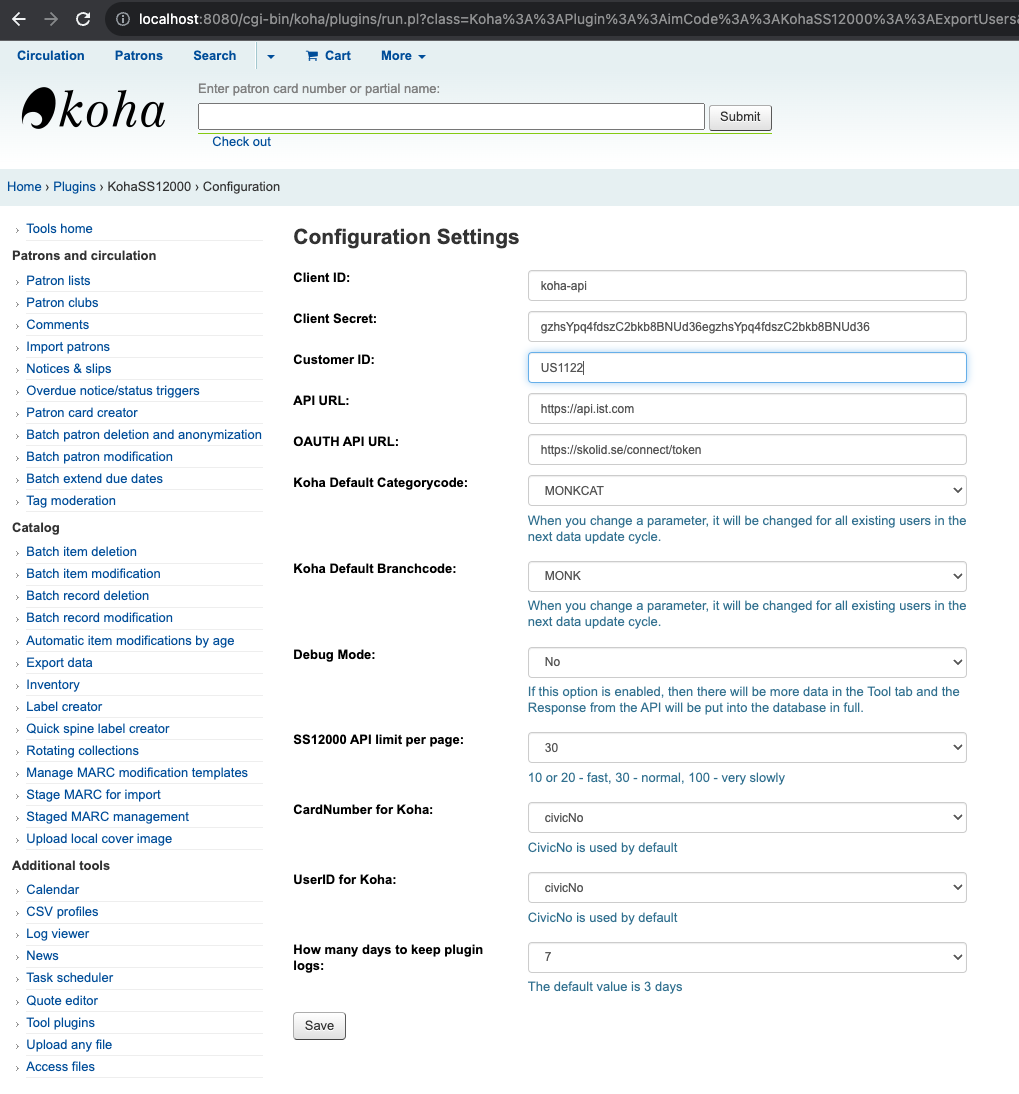 localhost:8080/cgi-bin/koha/plugins/run.pl?class=Koha%3A%3APlugin%3A%3AimCode%3A%3AKohaSS12000%3A%3AExportUsers
Circulation Patrons Search Cart More
koha
Enter patron card number or partial name:
Submit
Check out
Home › Plugins › KohaSS12000 › Configuration
Tools home
Patrons and circulation
Patron lists
Patron clubs
Comments
Import patrons
Notices & slips
Overdue notice/status triggers
Patron card creator
Batch patron deletion and anonymization
Batch patron modification
Batch extend due dates
Tag moderation
Catalog
Batch item deletion
Batch item modification
Batch record deletion
Batch record modification
Automatic item modifications by age
Export data
Inventory
Label creator
Quick spine label creator
Rotating collections
Manage MARC modification templates
Stage MARC for import
Staged MARC management
Upload local cover image
Additional tools
Calendar
CSV profiles
Log viewer
News
Task scheduler
Quote editor
Tool plugins
Upload any file
Access files
Configuration Settings
Client ID: koha-api
Client Secret: gzhsYpq4fdszC2bkb8BNUd36egzhsYpq4fdszC2bkb8BNUd36
Customer ID: US1122
API URL: https://api.ist.com
OAUTH API URL: https://skolid.se/connect/token
Koha Default Categorycode: MONKCAT
When you change a parameter, it will be changed for all existing users in the
next data update cycle.
Koha Default Branchcode: MONK
When you change a parameter, it will be changed for all existing users in the
next data update cycle.
Debug Mode: No
If this option is enabled, then there will be more data in the Tool tab and the
Response from the API will be put into the database in full.
SS12000 API limit per page: 30
10 or 20 - fast, 30 - normal, 100 - very slowly
CardNumber for Koha: civicNo
CivicNo is used by default
UserID for Koha: civicNo
CivicNo is used by default
How many days to keep plugin
logs:
7
The default value is 3 days
Save